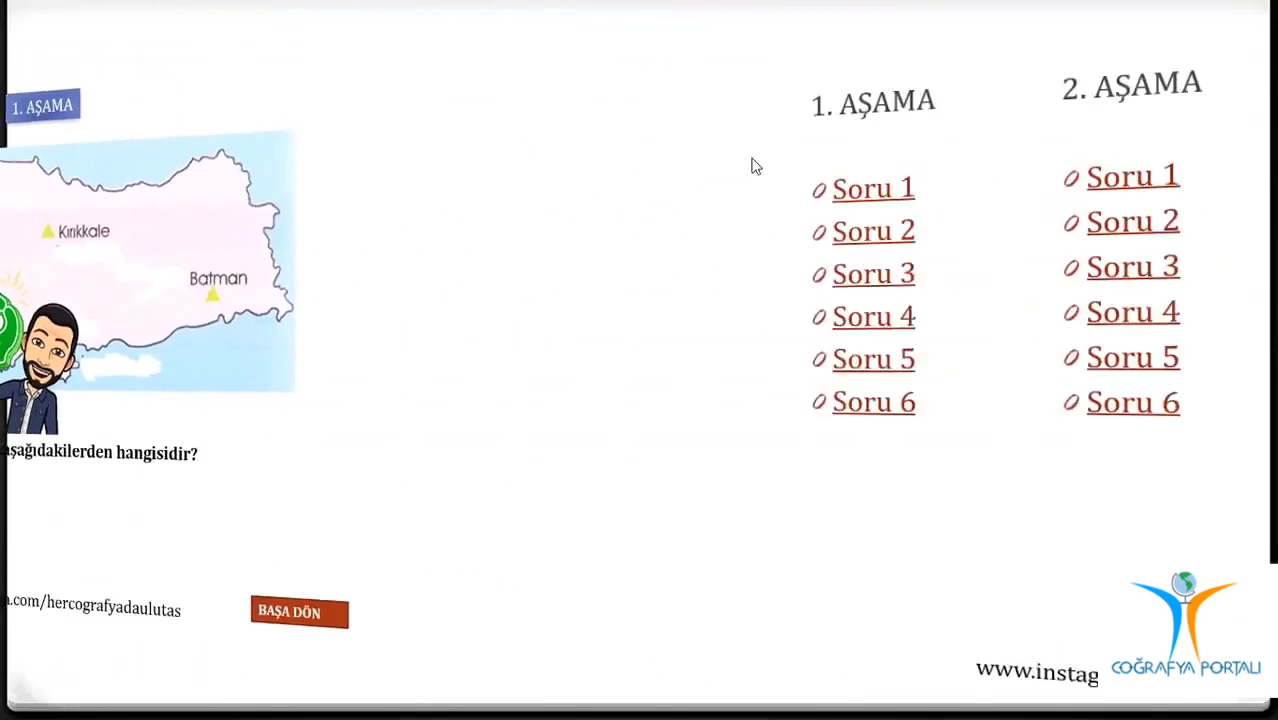 1. AŞAMA
Kırıkkale
Batman
aşağıdakilerden hangisidir?
a.com/hercografyadaulutas
BAŞA DÖN
1. AŞAMA
Soru 1
Soru 2
Soru 3
Soru 4
Soru 5
Soru 6
2. AŞAMA
Soru 1
Soru 2
Soru 3
Soru 4
Soru 5
Soru 6
www.instag
COĞRAFYA PORTALI